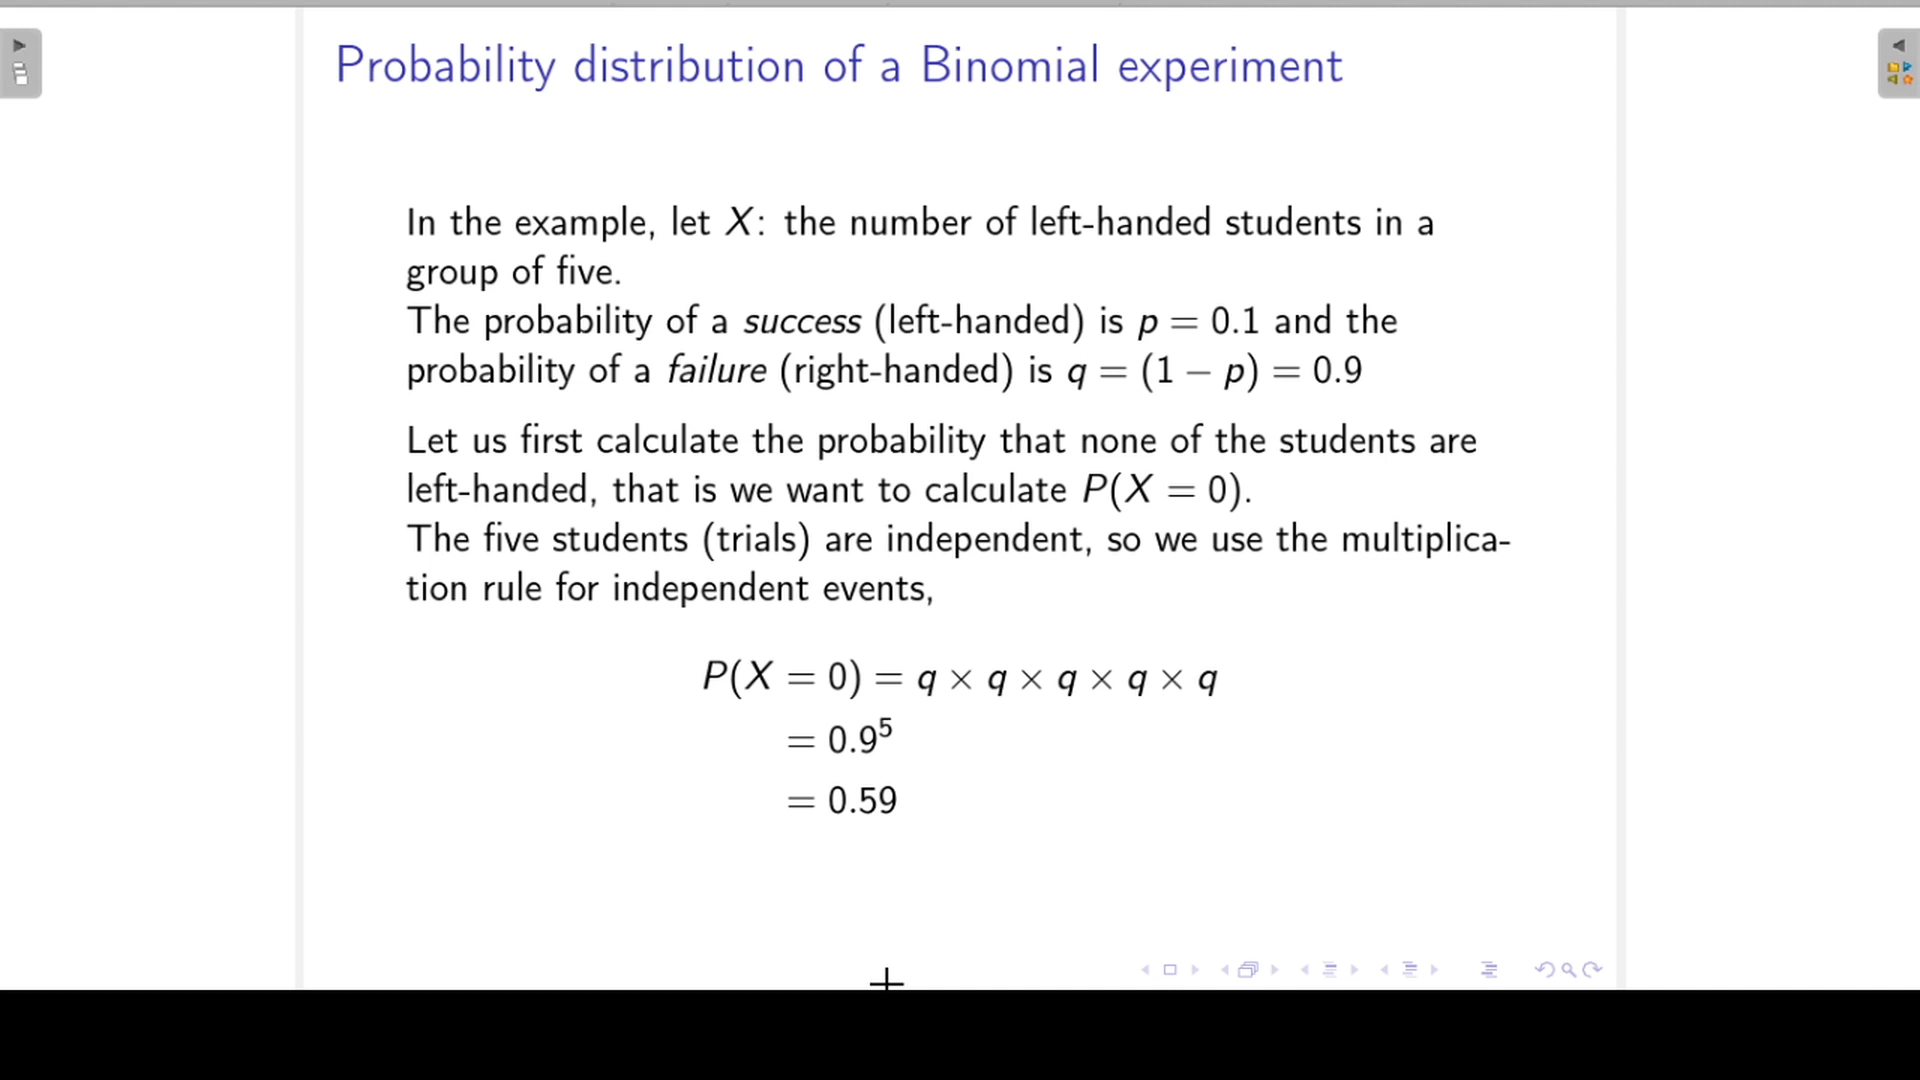 Probability distribution of a Binomial experiment
In the example, let X: the number of left-handed students in a
group of five.
The probability of a success (left-handed) is p = 0.1 and the
probability of a failure (right-handed) is q = (1 − p) = 0.9
Let us first calculate the probability that none of the students are
left-handed, that is we want to calculate P(X = 0).
The five students (trials) are independent, so we use the multiplica-
tion rule for independent events,
P(X = 0) = q × q × q × q × q
= 0.9⁵
= 0.59